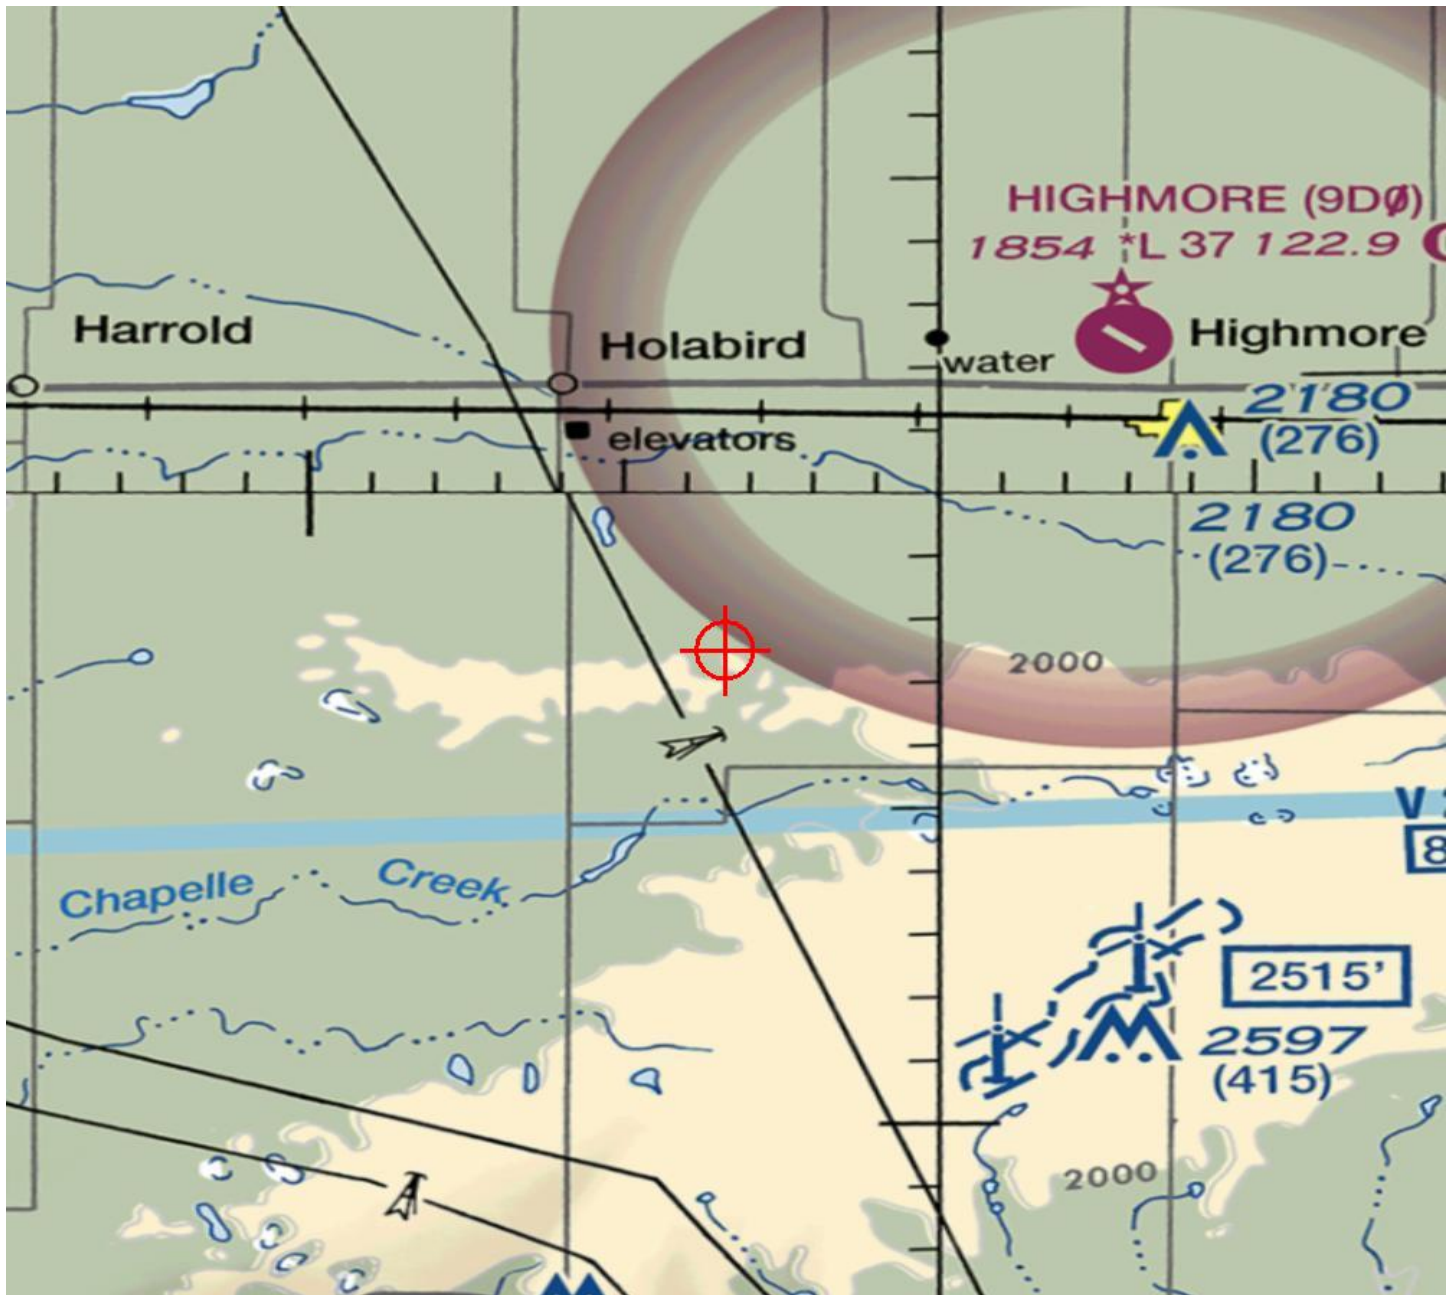 HIGHMORE (9DØ)
1854 *L 37 122.9
Harrold
Holabird
Highmore
water
2180
(276)
elevators
2180
(276)
2000
V
8
Chapelle Creek
2515'
2597
(415)
2000